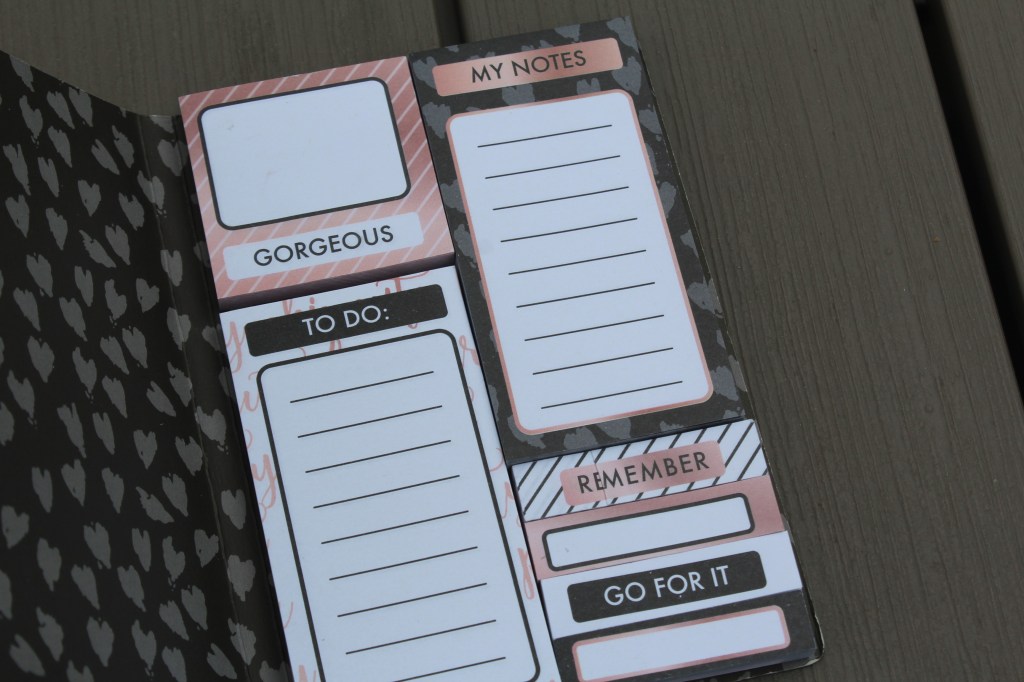 MY NOTES
GORGEOUS
TO DO:
REMEMBER
GO FOR IT